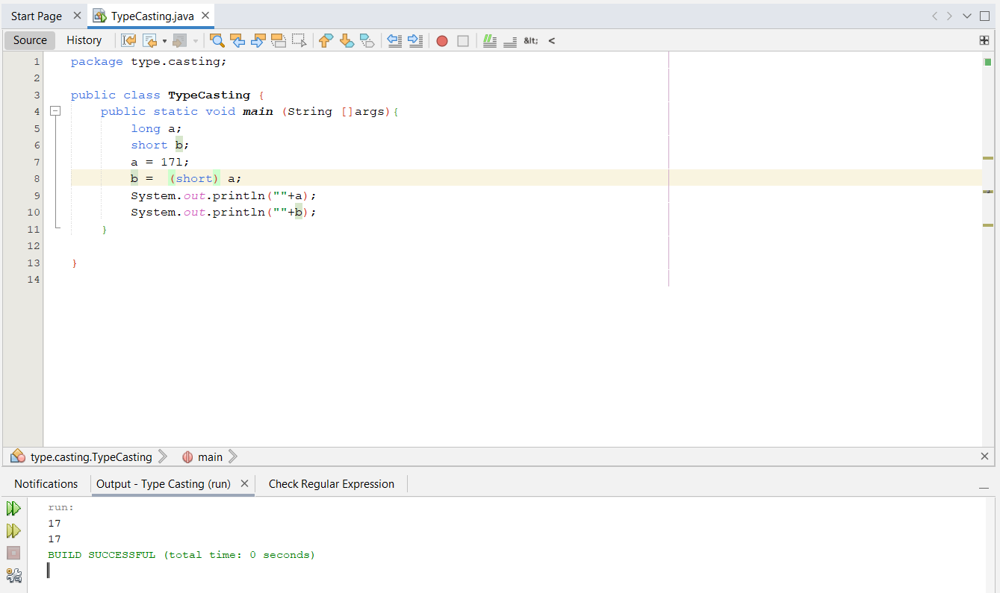 Start Page
TypeCasting.java
Source History &lt; <
1 package type.casting;
2
3 public class TypeCasting {
4 public static void main (String []args){
5 long a;
6 short b;
7 a = 17l;
8 b =  (short) a;
9 System.out.println(""+a);
10 System.out.println(""+b);
11 }
12
13 }
14
type.casting.TypeCasting main
Notifications Output - Type Casting (run) Check Regular Expression
run:
17
17
BUILD SUCCESSFUL (total time: 0 seconds)